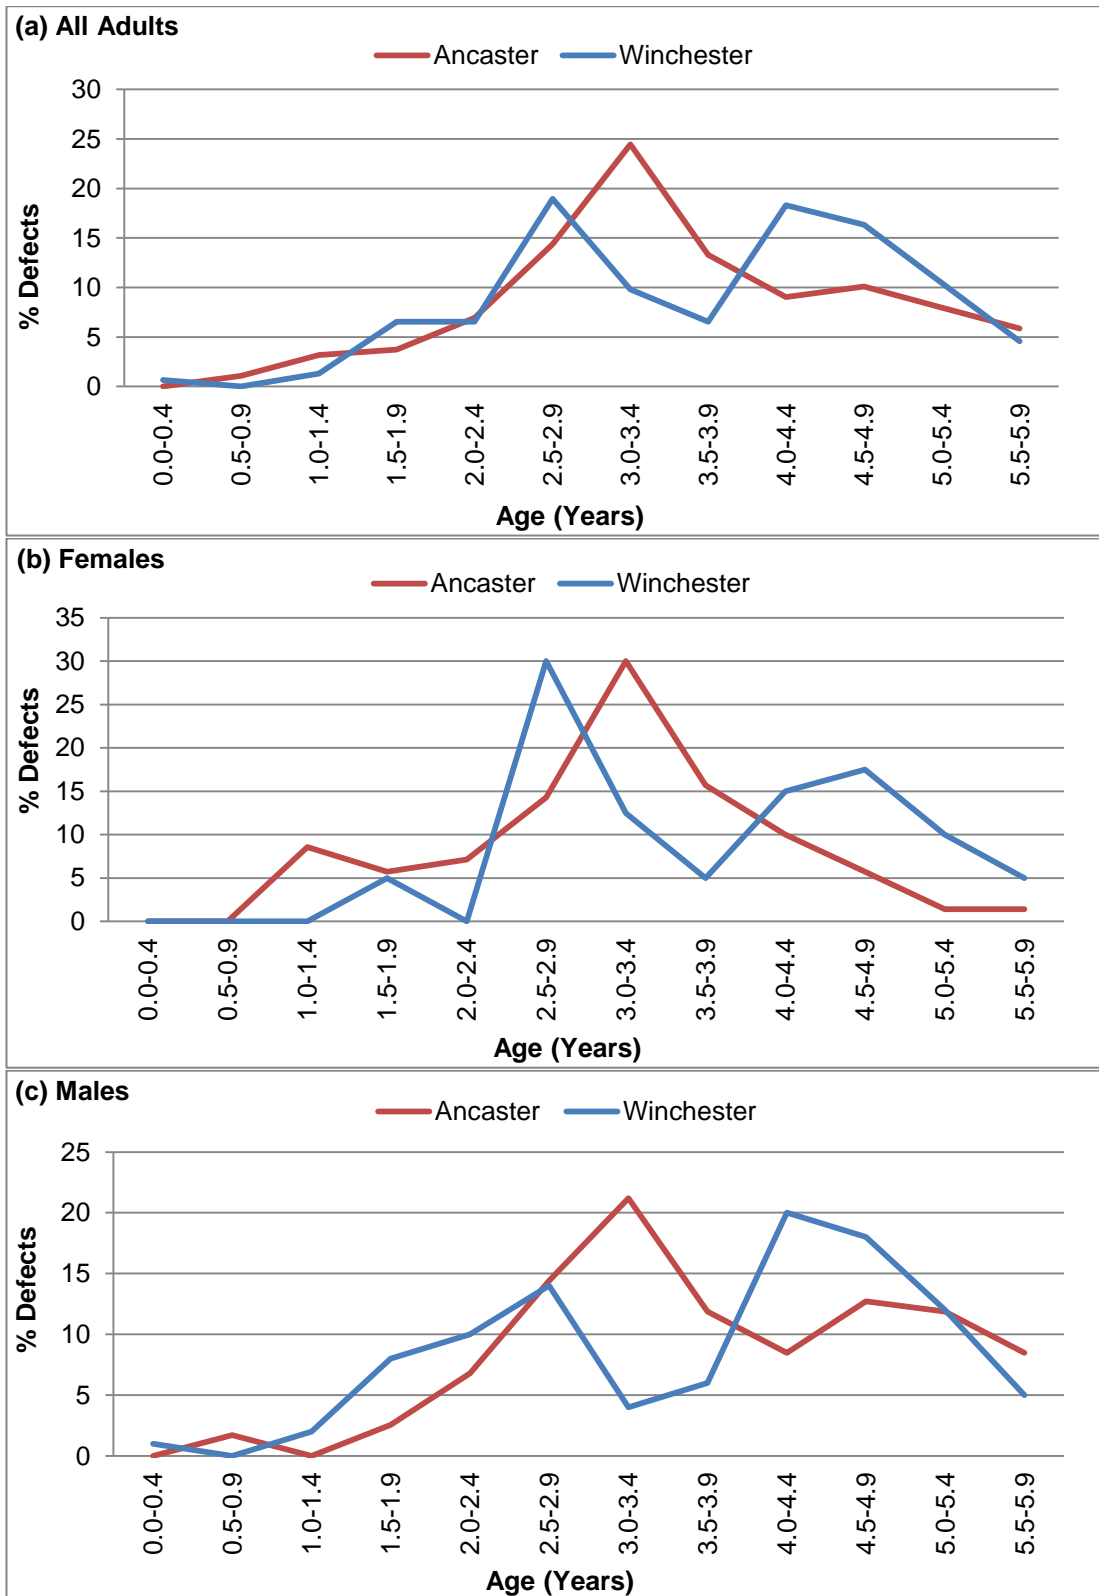 (a) All Adults
Ancaster Winchester
30
25
20
15
10
5
0
% Defects
0.0-0.4 0.5-0.9 1.0-1.4 1.5-1.9 2.0-2.4 2.5-2.9 3.0-3.4 3.5-3.9 4.0-4.4 4.5-4.9 5.0-5.4 5.5-5.9
Age (Years)
(b) Females
Ancaster Winchester
35
30
25
20
15
10
5
0
% Defects
0.0-0.4 0.5-0.9 1.0-1.4 1.5-1.9 2.0-2.4 2.5-2.9 3.0-3.4 3.5-3.9 4.0-4.4 4.5-4.9 5.0-5.4 5.5-5.9
Age (Years)
(c) Males
Ancaster Winchester
25
20
15
10
5
0
% Defects
0.0-0.4 0.5-0.9 1.0-1.4 1.5-1.9 2.0-2.4 2.5-2.9 3.0-3.4 3.5-3.9 4.0-4.4 4.5-4.9 5.0-5.4 5.5-5.9
Age (Years)